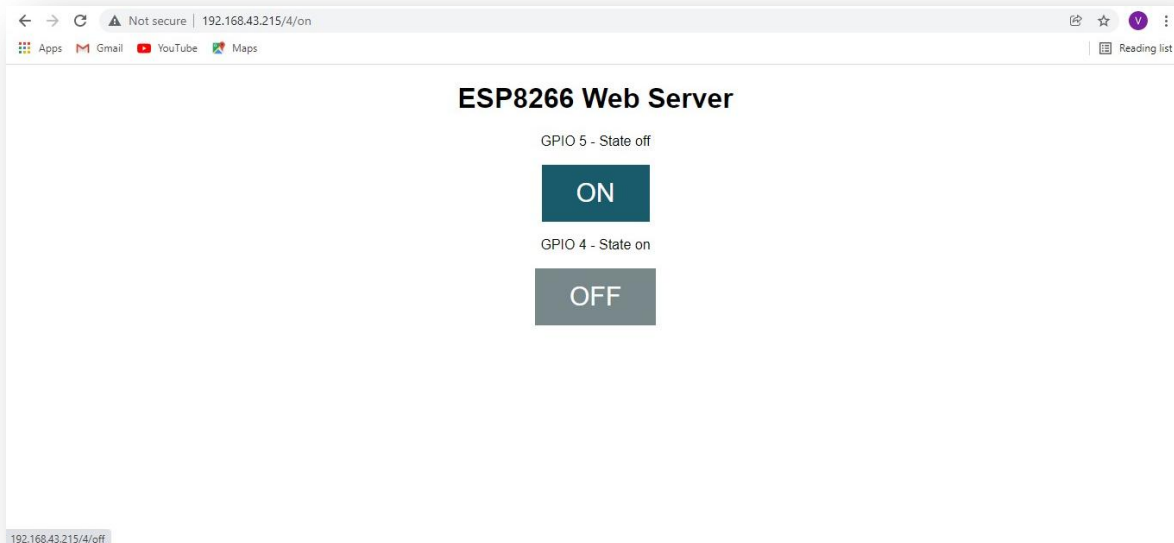 Not secure | 192.168.43.215/4/on
Apps Gmail YouTube Maps Reading list
ESP8266 Web Server
GPIO 5 - State off
ON
GPIO 4 - State on
OFF
192.168.43.215/4/off